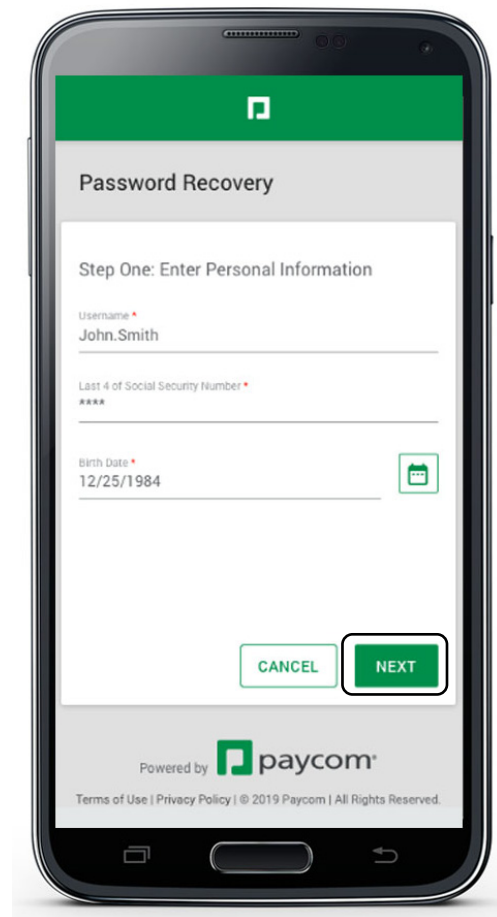 Password Recovery
Step One: Enter Personal Information
Username *
John.Smith
Last 4 of Social Security Number *
****
Birth Date *
12/25/1984
CANCEL NEXT
Powered by paycom
Terms of Use | Privacy Policy | © 2019 Paycom | All Rights Reserved.